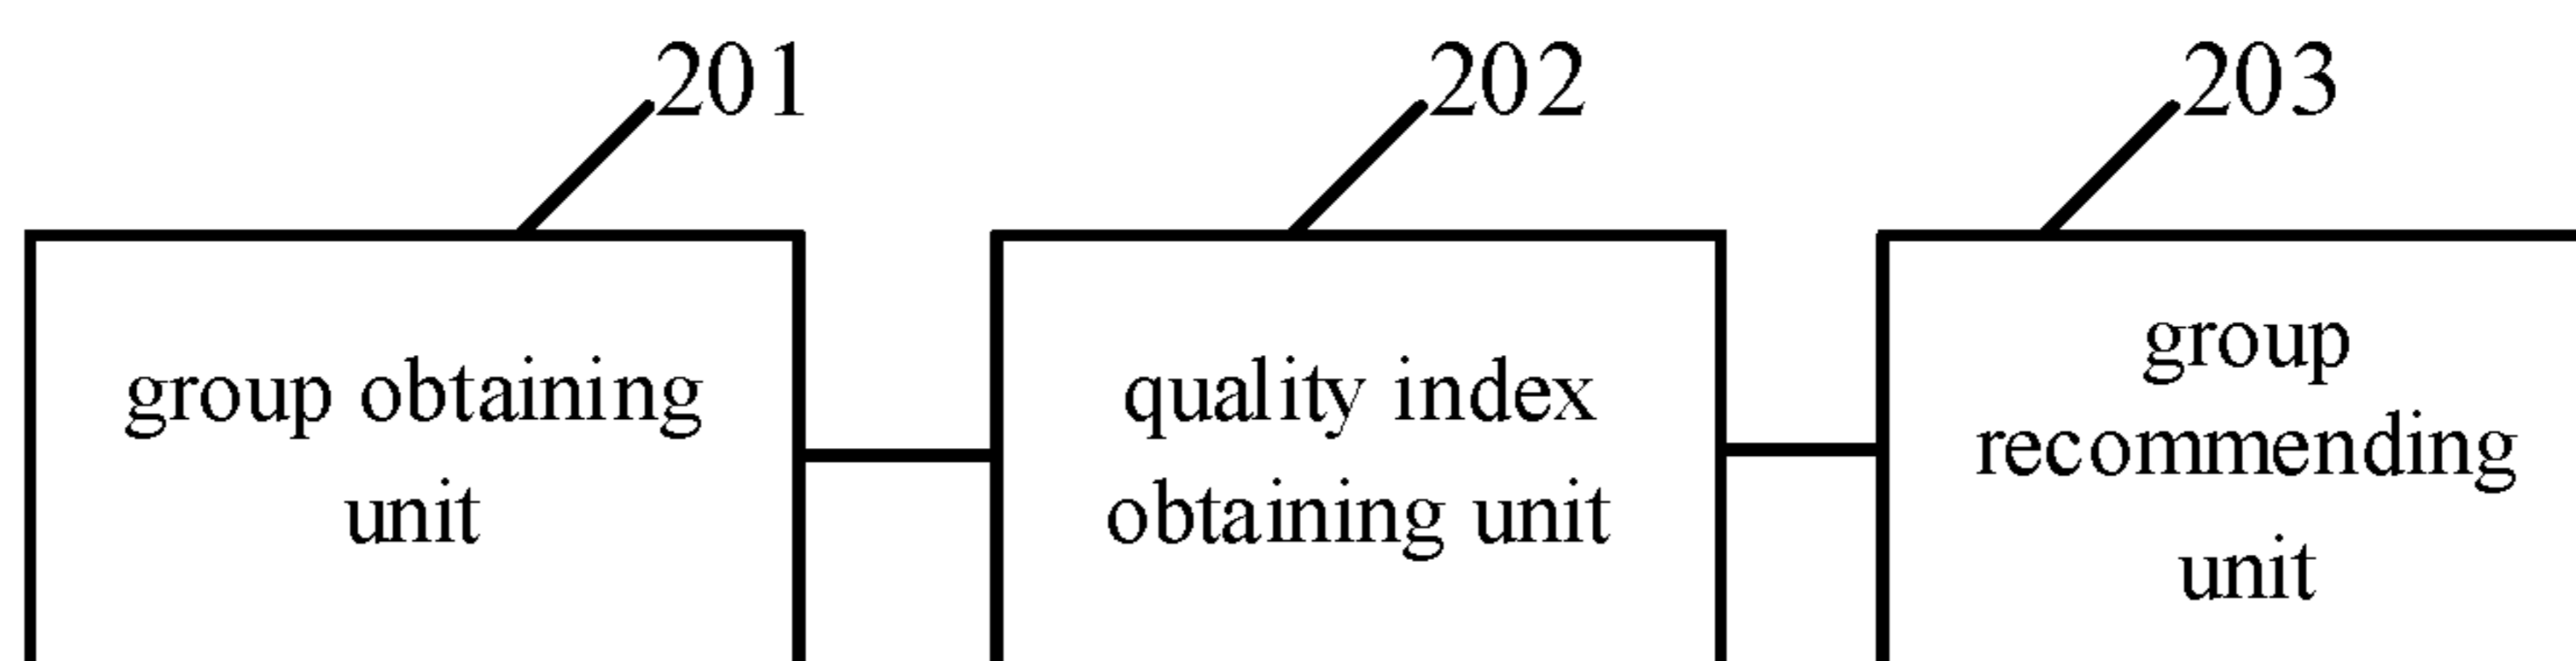 201
202
203
group obtaining
unit
quality index
obtaining unit
group
recommending
unit